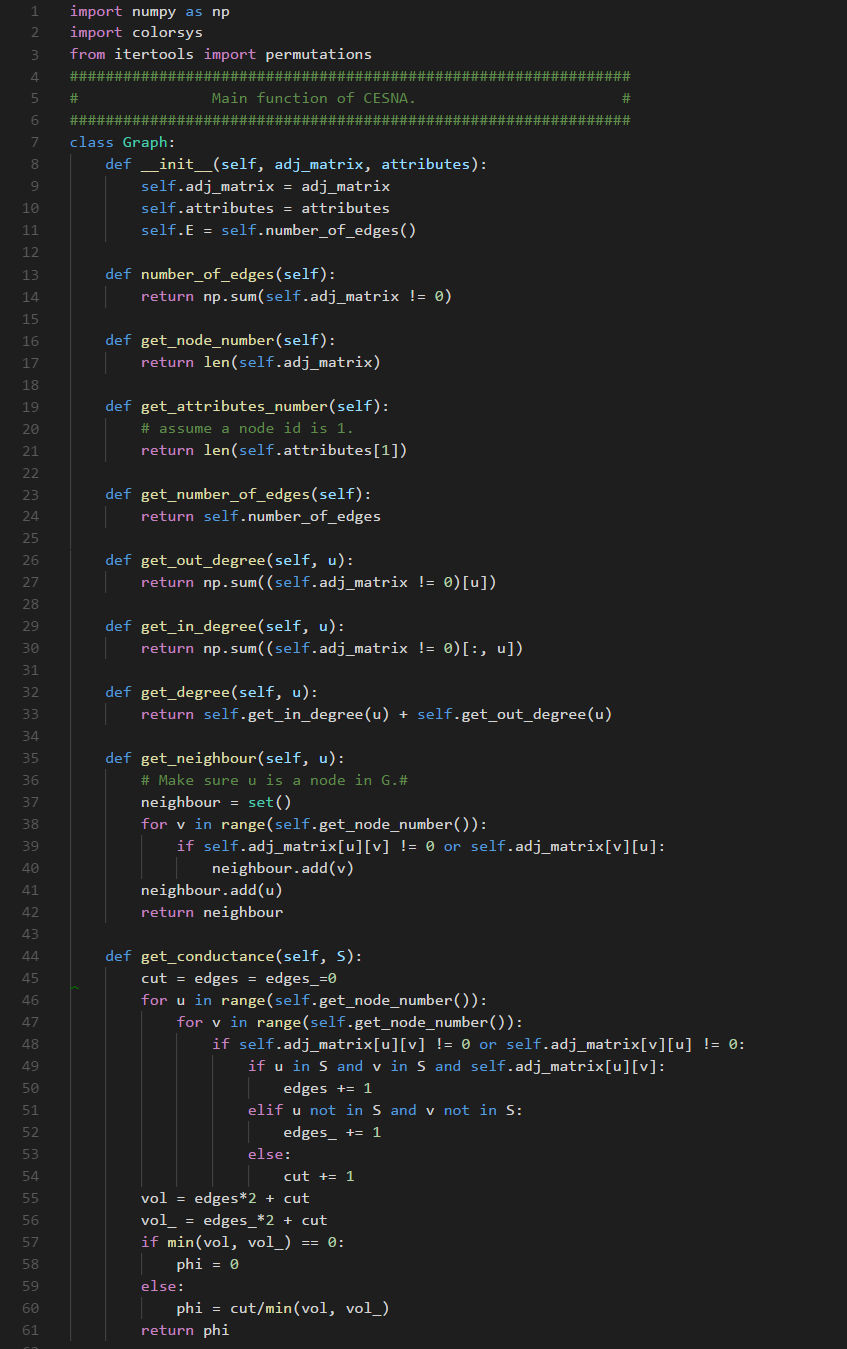 1 import numpy as np
2 import colorsys
3 from itertools import permutations
4 ###############################################################
5 #               Main function of CESNA.                       #
6 ###############################################################
7 class Graph:
8     def __init__(self, adj_matrix, attributes):
9         self.adj_matrix = adj_matrix
10         self.attributes = attributes
11         self.E = self.number_of_edges()
12
13     def number_of_edges(self):
14         return np.sum(self.adj_matrix != 0)
15
16     def get_node_number(self):
17         return len(self.adj_matrix)
18
19     def get_attributes_number(self):
20         # assume a node id is 1.
21         return len(self.attributes[1])
22
23     def get_number_of_edges(self):
24         return self.number_of_edges
25
26     def get_out_degree(self, u):
27         return np.sum((self.adj_matrix != 0)[u])
28
29     def get_in_degree(self, u):
30         return np.sum((self.adj_matrix != 0)[:, u])
31
32     def get_degree(self, u):
33         return self.get_in_degree(u) + self.get_out_degree(u)
34
35     def get_neighbour(self, u):
36         # Make sure u is a node in G.#
37         neighbour = set()
38         for v in range(self.get_node_number()):
39             if self.adj_matrix[u][v] != 0 or self.adj_matrix[v][u]:
40                 neighbour.add(v)
41         neighbour.add(u)
42         return neighbour
43
44     def get_conductance(self, S):
45         cut = edges = edges_=0
46         for u in range(self.get_node_number()):
47             for v in range(self.get_node_number()):
48                 if self.adj_matrix[u][v] != 0 or self.adj_matrix[v][u] != 0:
49                     if u in S and v in S and self.adj_matrix[u][v]:
50                         edges += 1
51                     elif u not in S and v not in S:
52                         edges_ += 1
53                     else:
54                         cut += 1
55         vol = edges*2 + cut
56         vol_ = edges_*2 + cut
57         if min(vol, vol_) == 0:
58             phi = 0
59         else:
60             phi = cut/min(vol, vol_)
61         return phi